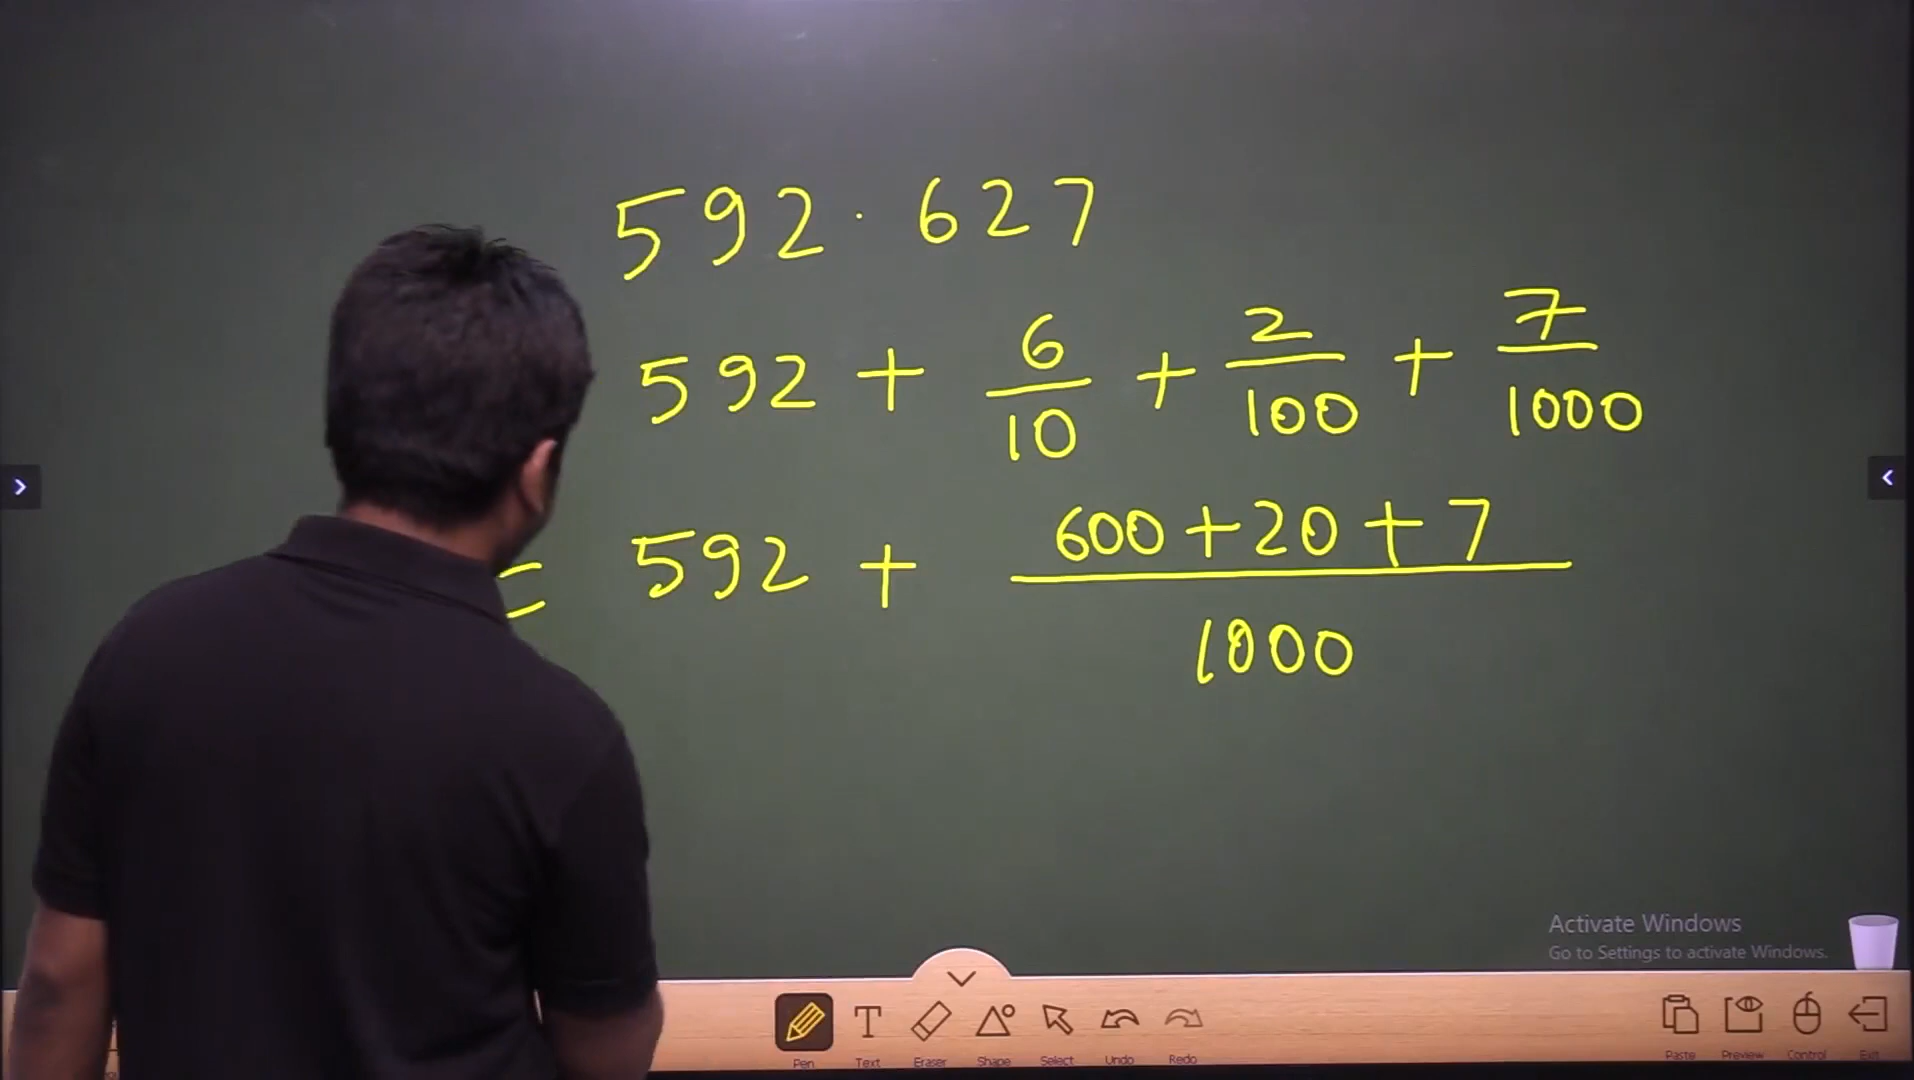 592.627
592 + 6/10 + 2/100 + 7/1000
= 592 + 600+20+7/1000
Activate Windows
Go to Settings to activate Windows.
Pen Text Eraser Shape Select Undo Redo Paste Preview Control Exit